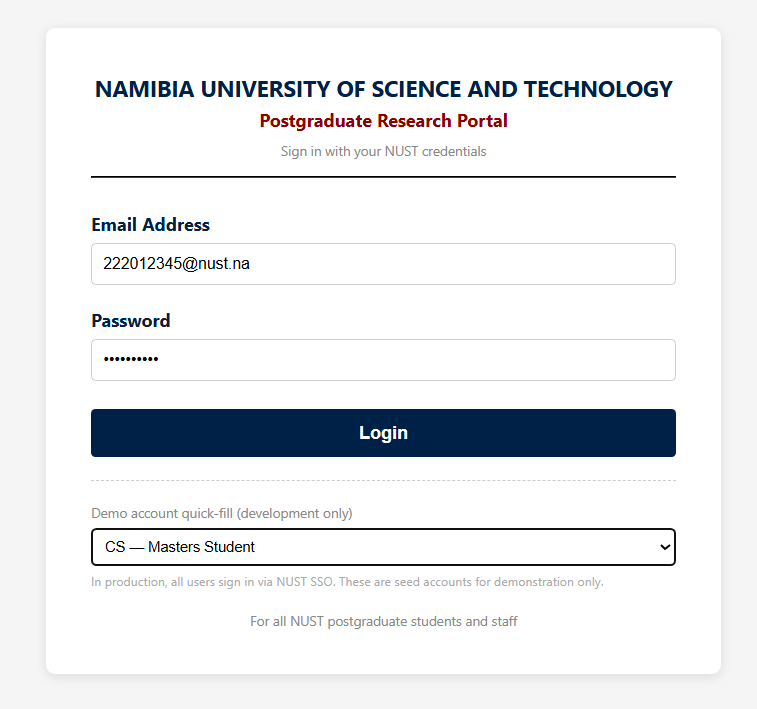 NAMIBIA UNIVERSITY OF SCIENCE AND TECHNOLOGY
Postgraduate Research Portal
Sign in with your NUST credentials
Email Address
222012345@nust.na
Password
••••••••••
Login
Demo account quick-fill (development only)
CS — Masters Student
In production, all users sign in via NUST SSO. These are seed accounts for demonstration only.
For all NUST postgraduate students and staff